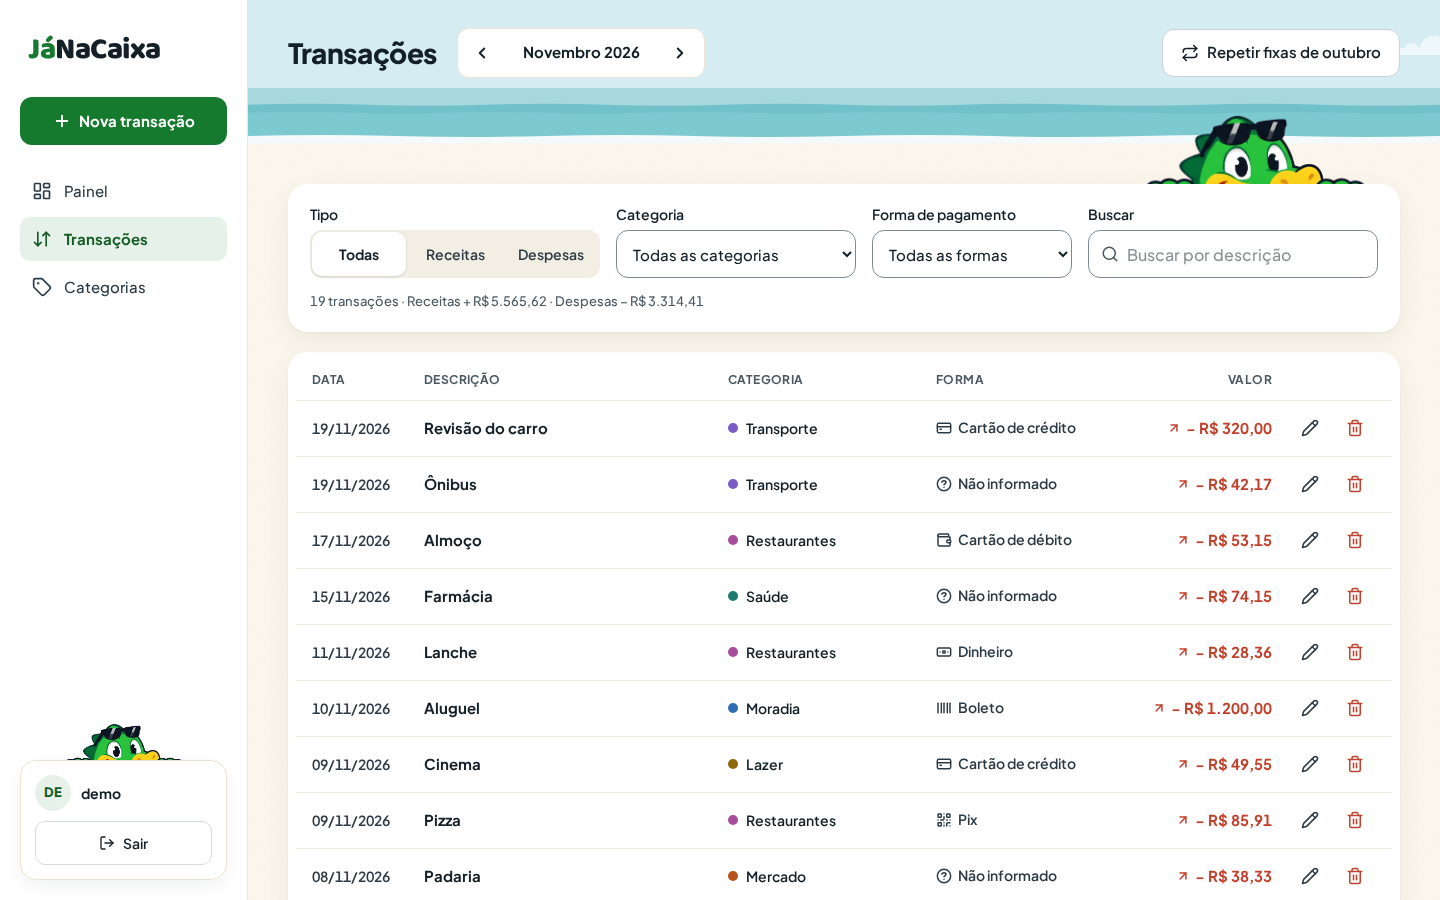 JáNaCaixa
Nova transação
Painel
Transações
Categorias
DE demo
Sair
Transações
Novembro 2026
Repetir fixas de outubro
Tipo Categoria Forma de pagamento Buscar
Todas Receitas Despesas Todas as categorias Todas as formas Buscar por descrição
19 transações · Receitas + R$ 5.565,62 · Despesas – R$ 3.314,41
DATA DESCRIÇÃO CATEGORIA FORMA VALOR
19/11/2026 Revisão do carro Transporte Cartão de crédito – R$ 320,00
19/11/2026 Ônibus Transporte Não informado – R$ 42,17
17/11/2026 Almoço Restaurantes Cartão de débito – R$ 53,15
15/11/2026 Farmácia Saúde Não informado – R$ 74,15
11/11/2026 Lanche Restaurantes Dinheiro – R$ 28,36
10/11/2026 Aluguel Moradia Boleto – R$ 1.200,00
09/11/2026 Cinema Lazer Cartão de crédito – R$ 49,55
09/11/2026 Pizza Restaurantes Pix – R$ 85,91
08/11/2026 Padaria Mercado Não informado – R$ 38,33